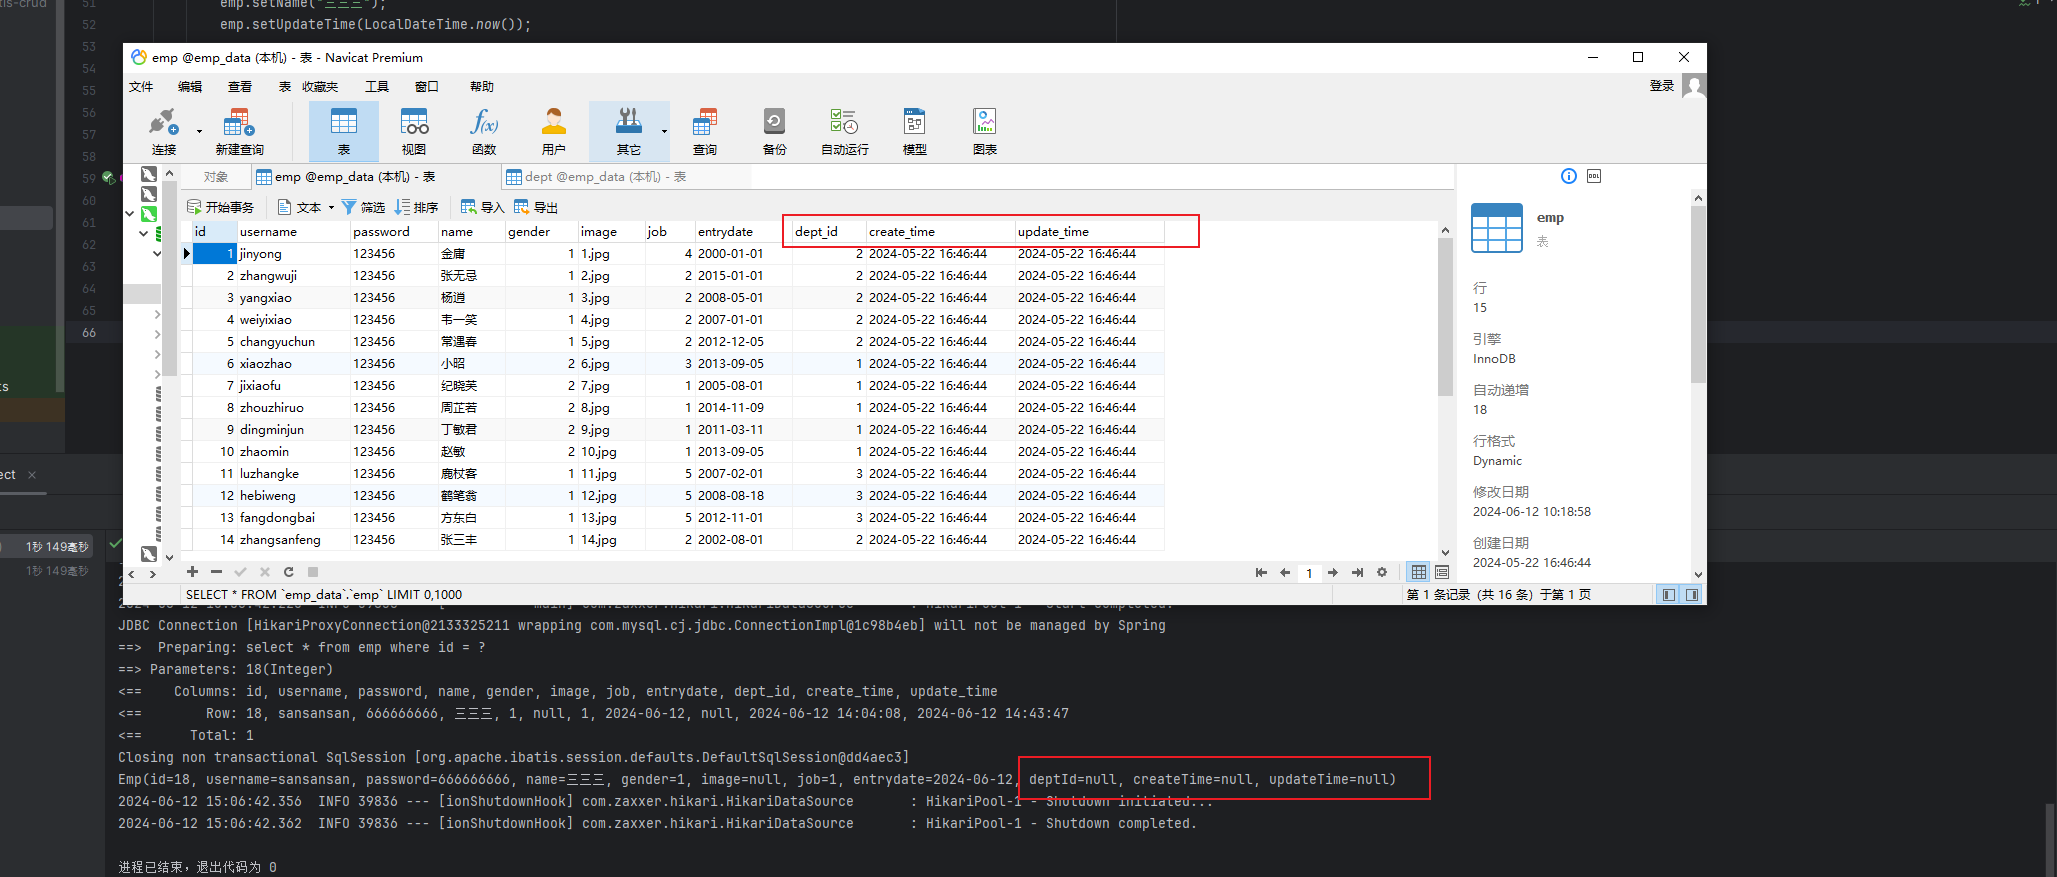 is-crud
51 emp.setName("三三三");
52 emp.setUpdateTime(LocalDateTime.now());
53
54
55
56
57
58
59
60
61
62
63
64
65
66
emp @emp_data (本机) - 表 - Navicat Premium
文件 编辑 查看 表 收藏夹 工具 窗口 帮助 登录
连接 新建查询 表 视图 函数 用户 其它 查询 备份 自动运行 模型 图表
对象 emp @emp_data (本机) - 表 dept @emp_data (本机) - 表
开始事务 文本 筛选 排序 导入 导出
id username password name gender image job entrydate dept_id create_time update_time
1 jinyong 123456 金庸 1 1.jpg 4 2000-01-01 2 2024-05-22 16:46:44 2024-05-22 16:46:44
2 zhangwuji 123456 张无忌 1 2.jpg 2 2015-01-01 2 2024-05-22 16:46:44 2024-05-22 16:46:44
3 yangxiao 123456 杨逍 1 3.jpg 2 2008-05-01 2 2024-05-22 16:46:44 2024-05-22 16:46:44
4 weiyixiao 123456 韦一笑 1 4.jpg 2 2007-01-01 2 2024-05-22 16:46:44 2024-05-22 16:46:44
5 changyuchun 123456 常遇春 1 5.jpg 2 2012-12-05 2 2024-05-22 16:46:44 2024-05-22 16:46:44
6 xiaozhao 123456 小昭 2 6.jpg 3 2013-09-05 1 2024-05-22 16:46:44 2024-05-22 16:46:44
7 jixiaofu 123456 纪晓芙 2 7.jpg 1 2005-08-01 1 2024-05-22 16:46:44 2024-05-22 16:46:44
8 zhouzhiruo 123456 周芷若 2 8.jpg 1 2014-11-09 1 2024-05-22 16:46:44 2024-05-22 16:46:44
9 dingminjun 123456 丁敏君 2 9.jpg 1 2011-03-11 1 2024-05-22 16:46:44 2024-05-22 16:46:44
10 zhaomin 123456 赵敏 2 10.jpg 1 2013-09-05 1 2024-05-22 16:46:44 2024-05-22 16:46:44
11 luzhangke 123456 鹿杖客 1 11.jpg 5 2007-02-01 3 2024-05-22 16:46:44 2024-05-22 16:46:44
12 hebiweng 123456 鹤笔翁 1 12.jpg 5 2008-08-18 3 2024-05-22 16:46:44 2024-05-22 16:46:44
13 fangdongbai 123456 方东白 1 13.jpg 5 2012-11-01 3 2024-05-22 16:46:44 2024-05-22 16:46:44
14 zhangsanfeng 123456 张三丰 1 14.jpg 2 2002-08-01 2 2024-05-22 16:46:44 2024-05-22 16:46:44
1
SELECT * FROM `emp_data`.`emp` LIMIT 0,1000
第 1 条记录 (共 16 条) 于第 1 页
DDL
emp
表
行
15
引擎
InnoDB
自动递增
18
行格式
Dynamic
修改日期
2024-06-12 10:18:58
创建日期
2024-05-22 16:46:44
ts
ect
1秒 149毫秒
1秒 149毫秒
JDBC Connection [HikariProxyConnection@2133325211 wrapping com.mysql.cj.jdbc.ConnectionImpl@1c98b4eb] will not be managed by Spring
==> Preparing: select * from emp where id = ?
==> Parameters: 18(Integer)
<== Columns: id, username, password, name, gender, image, job, entrydate, dept_id, create_time, update_time
<== Row: 18, sansansan, 666666666, 三三三, 1, null, 1, 2024-06-12, null, 2024-06-12 14:04:08, 2024-06-12 14:43:47
<== Total: 1
Closing non transactional SqlSession [org.apache.ibatis.session.defaults.DefaultSqlSession@dd4aec3]
Emp(id=18, username=sansansan, password=666666666, name=三三三, gender=1, image=null, job=1, entrydate=2024-06-12, deptId=null, createTime=null, updateTime=null)
2024-06-12 15:06:42.356 INFO 39836 --- [ionShutdownHook] com.zaxxer.hikari.HikariDataSource : HikariPool-1 - Shutdown initiated...
2024-06-12 15:06:42.362 INFO 39836 --- [ionShutdownHook] com.zaxxer.hikari.HikariDataSource : HikariPool-1 - Shutdown completed.
进程已结束，退出代码为 0